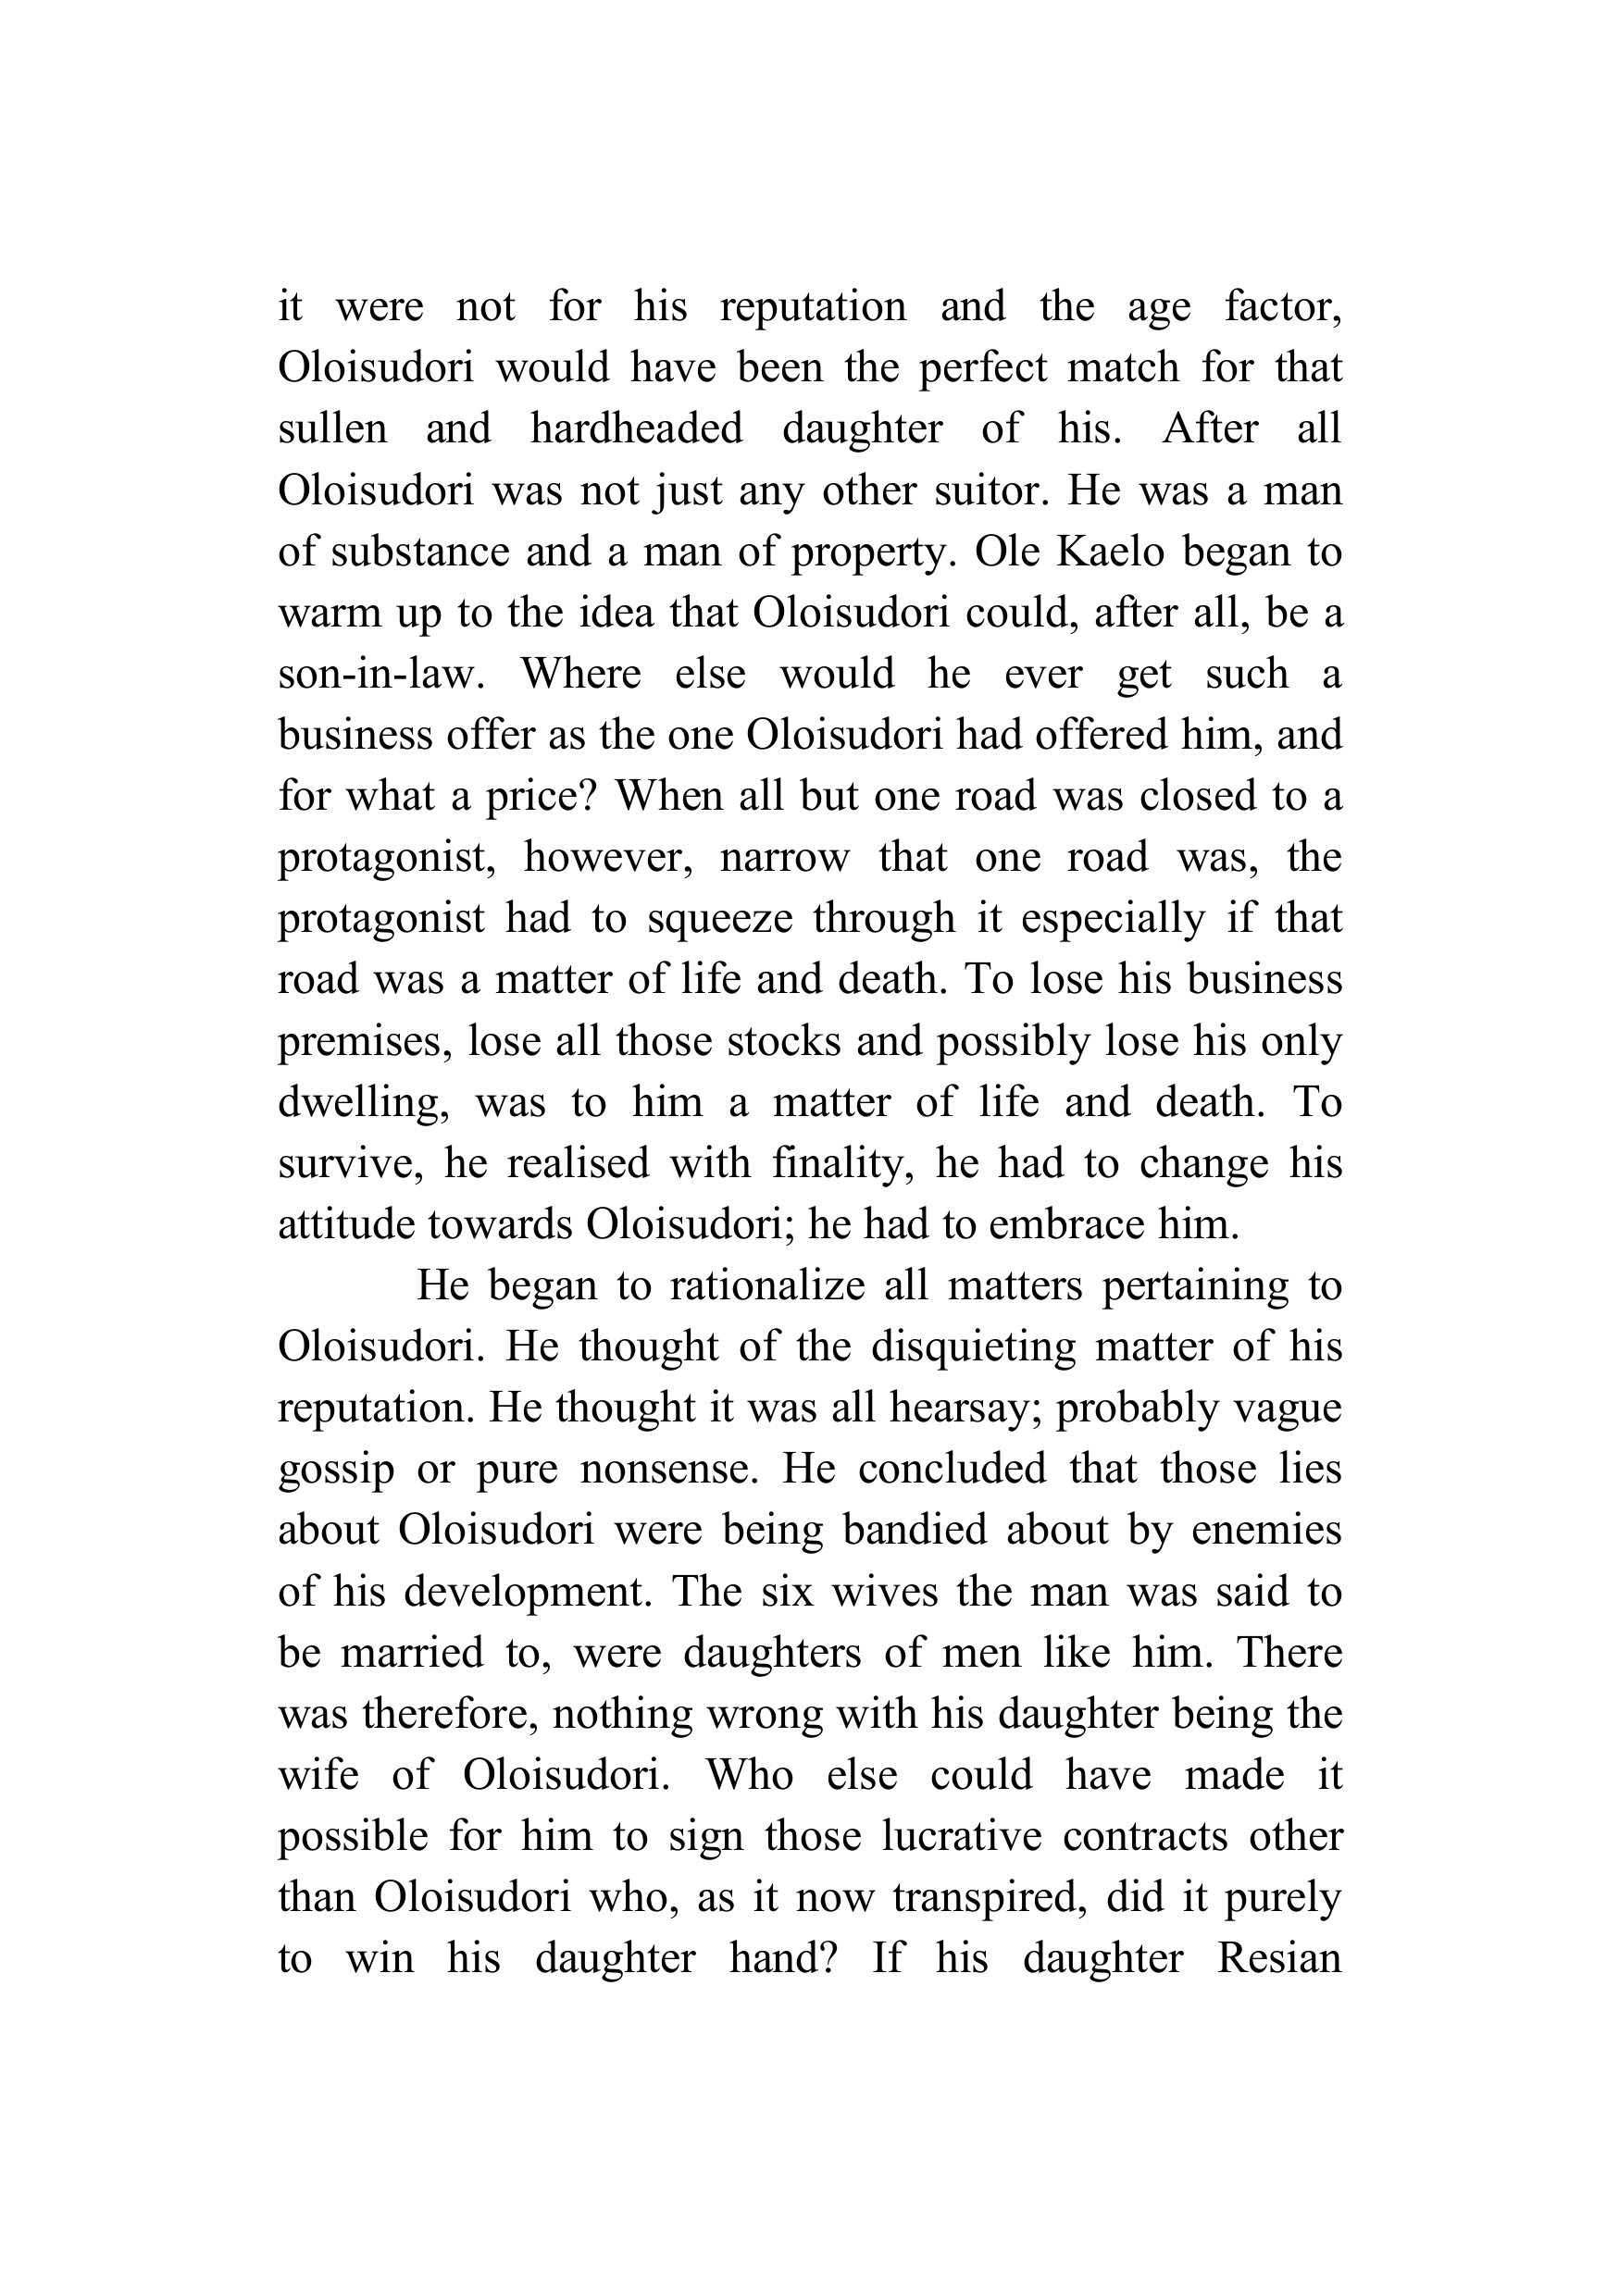 it were not for his reputation and the age factor,
Oloisudori would have been the perfect match for that
sullen and hardheaded daughter of his. After all
Oloisudori was not just any other suitor. He was a man
of substance and a man of property. Ole Kaelo began to
warm up to the idea that Oloisudori could, after all, be a
son-in-law. Where else would he ever get such a
business offer as the one Oloisudori had offered him, and
for what a price? When all but one road was closed to a
protagonist, however, narrow that one road was, the
protagonist had to squeeze through it especially if that
road was a matter of life and death. To lose his business
premises, lose all those stocks and possibly lose his only
dwelling, was to him a matter of life and death. To
survive, he realised with finality, he had to change his
attitude towards Oloisudori; he had to embrace him.
He began to rationalize all matters pertaining to
Oloisudori. He thought of the disquieting matter of his
reputation. He thought it was all hearsay; probably vague
gossip or pure nonsense. He concluded that those lies
about Oloisudori were being bandied about by enemies
of his development. The six wives the man was said to
be married to, were daughters of men like him. There
was therefore, nothing wrong with his daughter being the
wife of Oloisudori. Who else could have made it
possible for him to sign those lucrative contracts other
than Oloisudori who, as it now transpired, did it purely
to win his daughter hand? If his daughter Resian